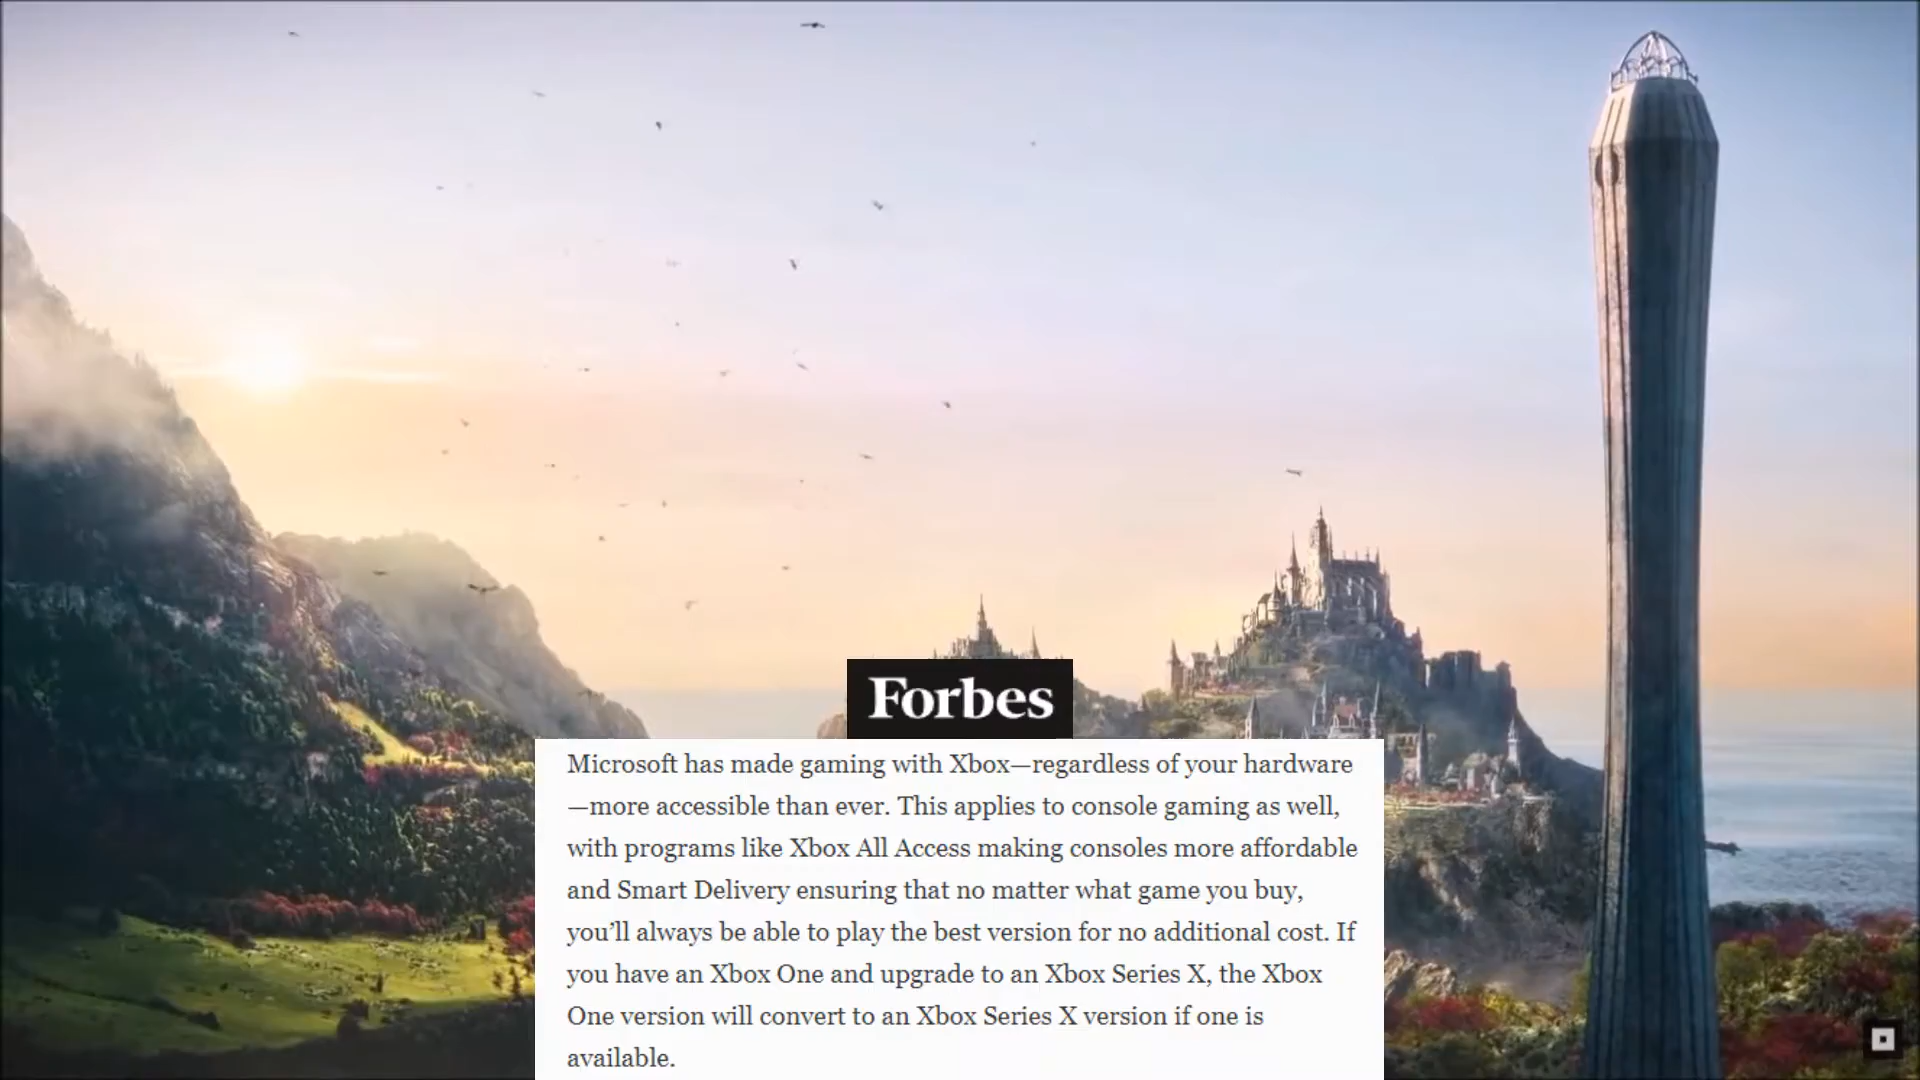 Forbes
Microsoft has made gaming with Xbox—regardless of your hardware
—more accessible than ever. This applies to console gaming as well,
with programs like Xbox All Access making consoles more affordable
and Smart Delivery ensuring that no matter what game you buy,
you’ll always be able to play the best version for no additional cost. If
you have an Xbox One and upgrade to an Xbox Series X, the Xbox
One version will convert to an Xbox Series X version if one is
available.